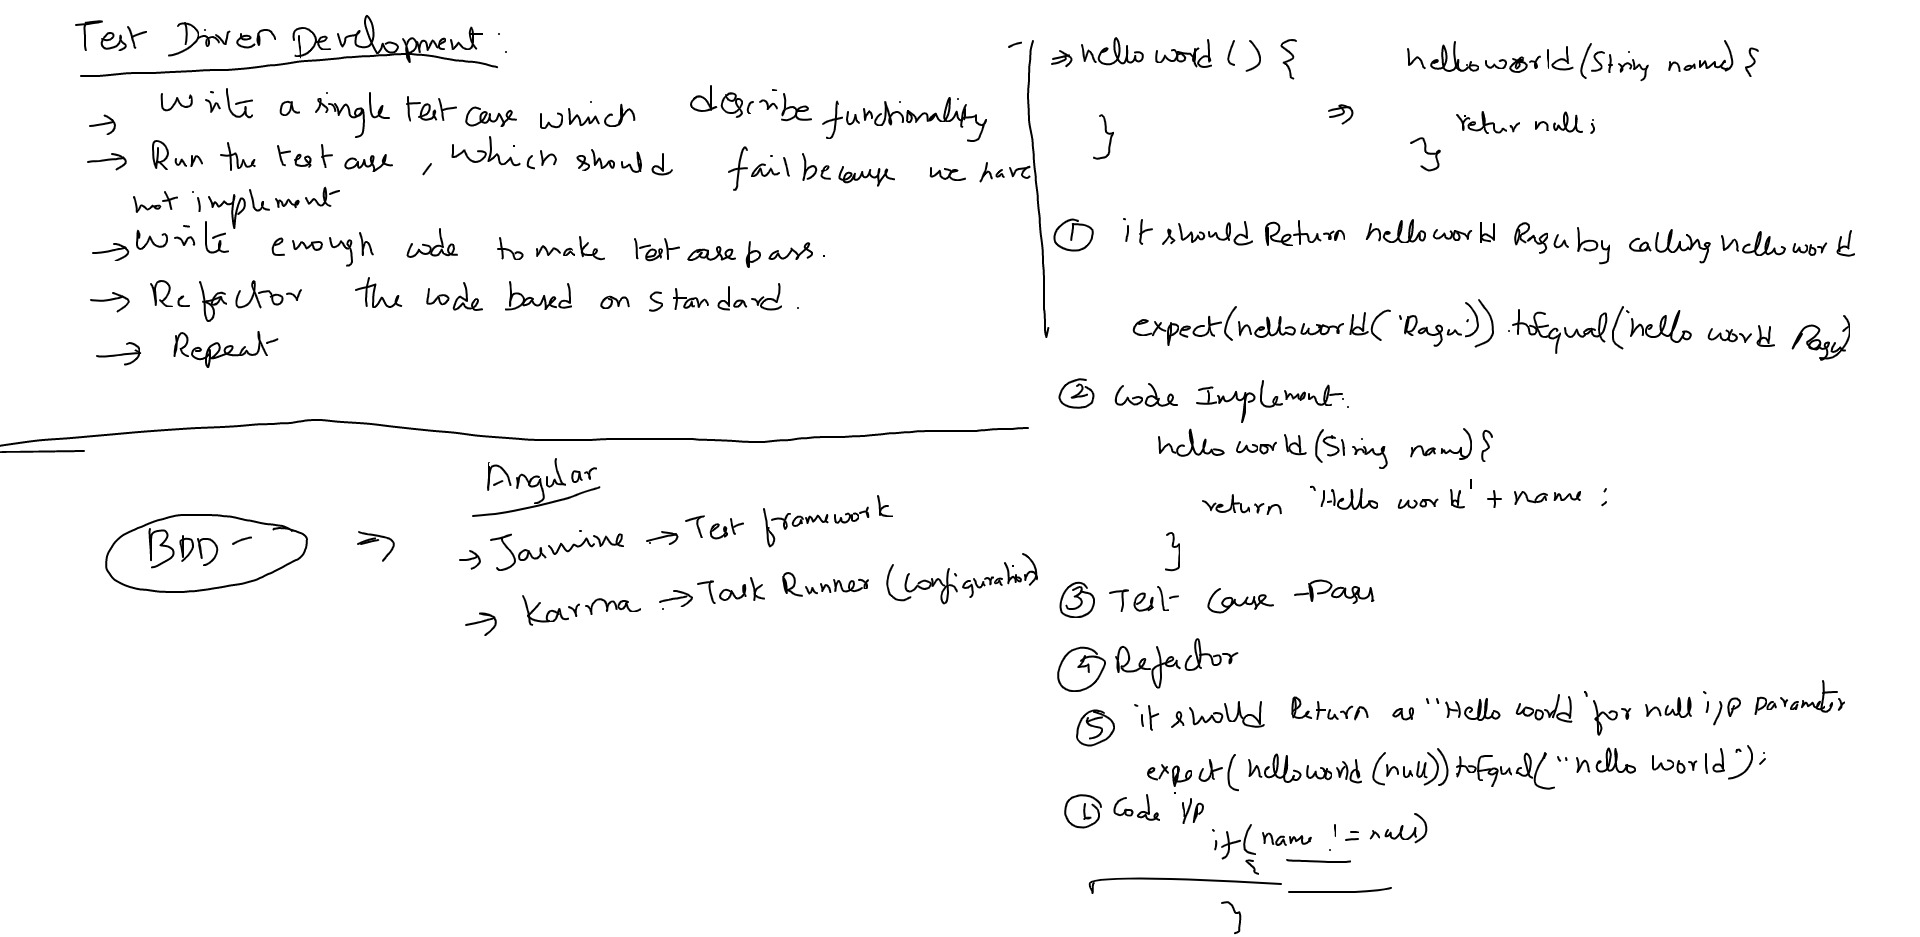 Test Driven Development :
→ Write a single test case which describe functionality
→ Run the test case , which should fail because we have
not implement
→ Write enough code to make test case pass.
→ Refactor the code based on standard.
→ Repeat
BDD -
⇒
Angular
→ Jasmine → Test framework
→ Karma → Task Runner (Configuration)
⇒ hello word () {
}
⇒
helloworld (String name) {
retur null;
}
① it should Return helloworld Ragu by calling helloworld
expect(helloworld('Ragu')).toEqual('hello world Ragu')
② Code Implement.
hello world (String name) {
return 'Hello world' + name ;
}
③ Test Case Pass
④ Refactor
⑤ it should Return as "Hello world" for null i/p parameter
expect(helloworld(null)) toEqual("hello world");
① Code i/p
if( name != null)
{
}